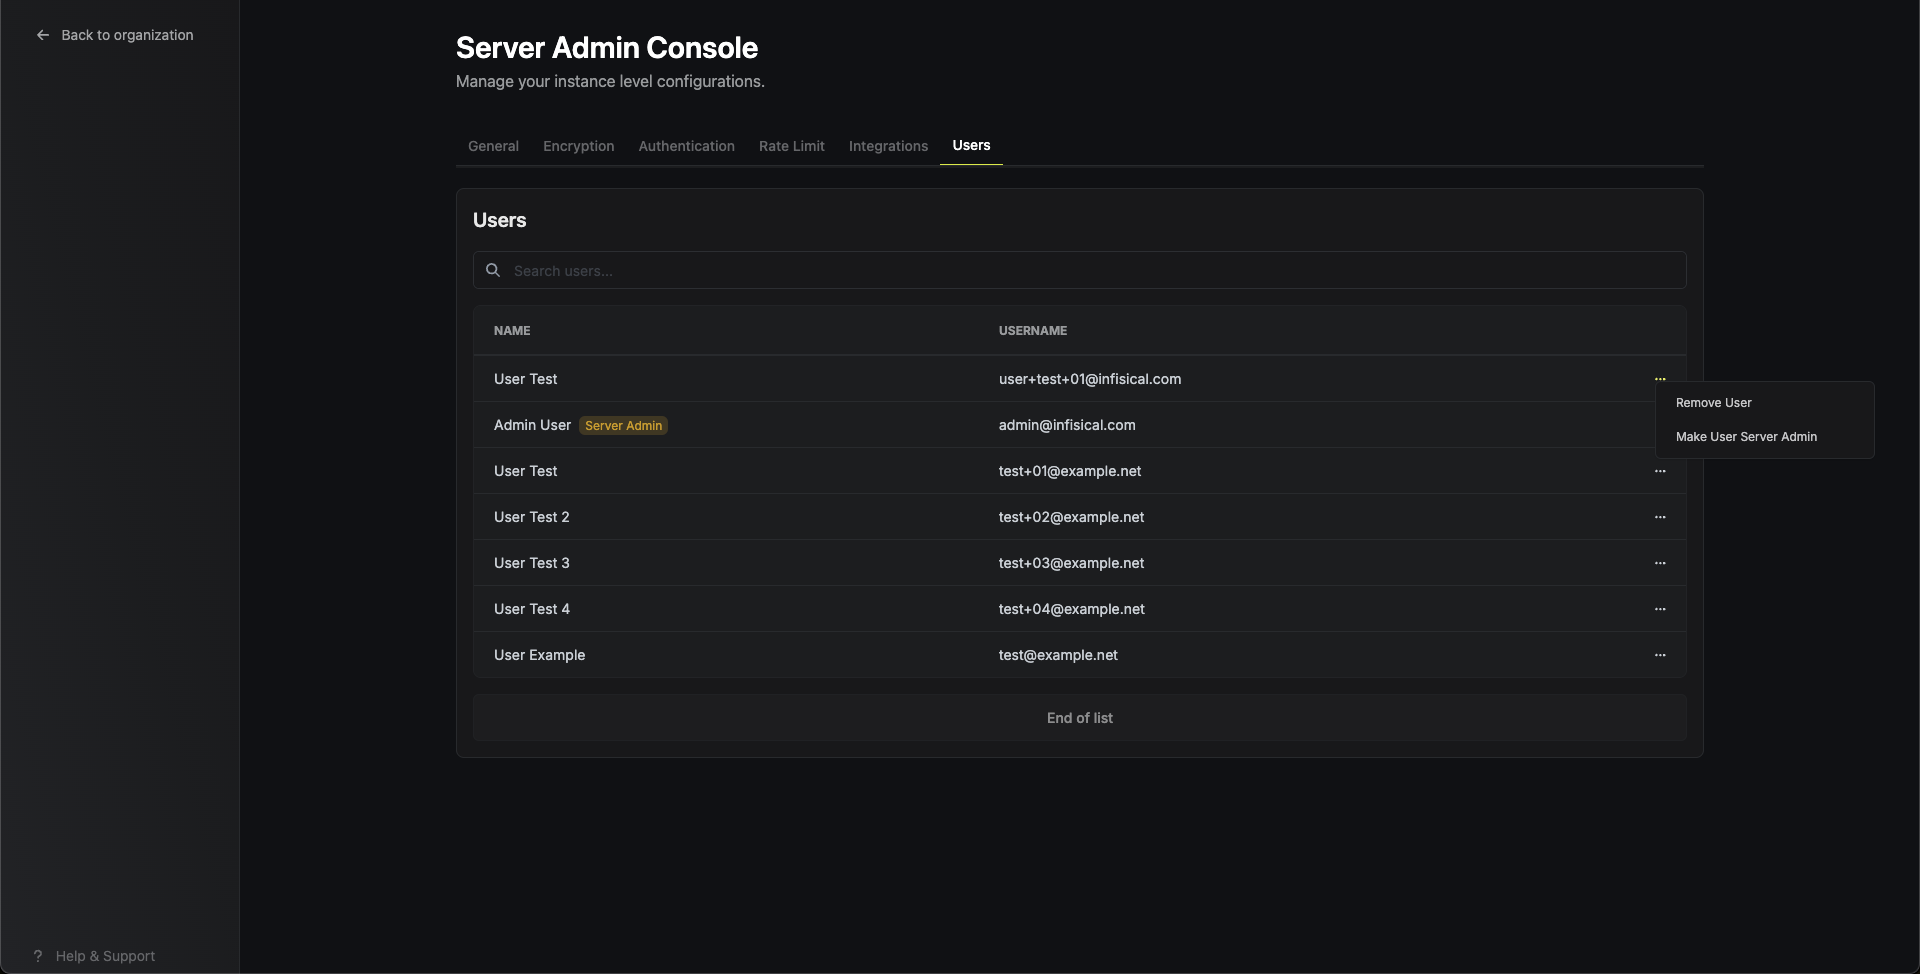 Back to organization
Server Admin Console
Manage your instance level configurations.
General Encryption Authentication Rate Limit Integrations Users
Users
Search users...
NAME USERNAME
User Test user+test+01@infisical.com
Remove User
Admin User Server Admin admin@infisical.com
Make User Server Admin
User Test test+01@example.net
User Test 2 test+02@example.net
User Test 3 test+03@example.net
User Test 4 test+04@example.net
User Example test@example.net
End of list
? Help & Support